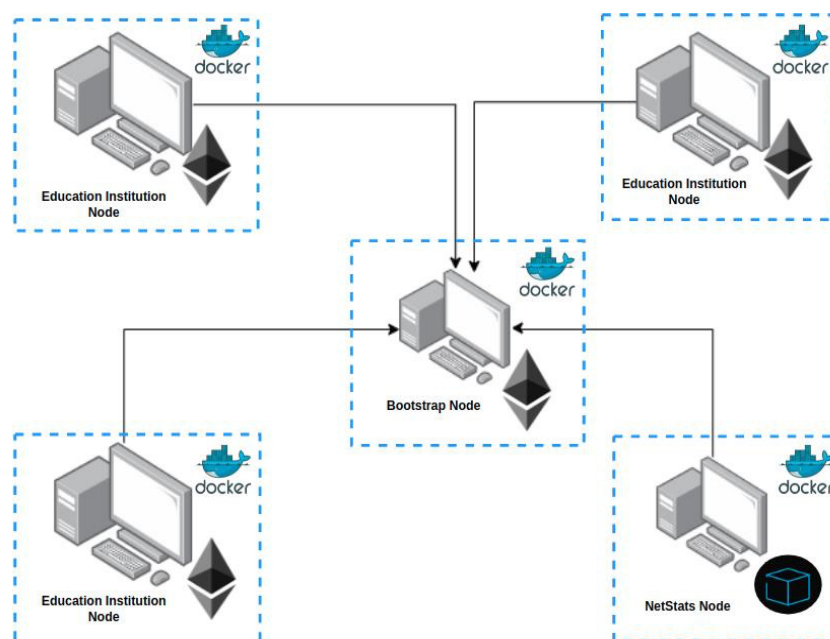 docker
Education Institution
Node
docker
Education Institution
Node
docker
Bootstrap Node
docker
Education Institution
Node
docker
NetStats Node